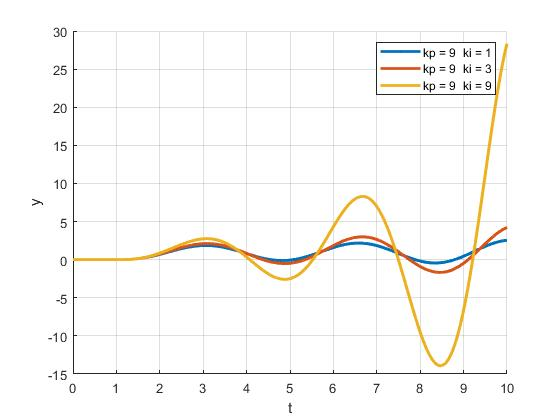 30
25
20
15
10
5
0
-5
-10
-15
y
kp = 9  ki = 1
kp = 9  ki = 3
kp = 9  ki = 9
0 1 2 3 4 5 6 7 8 9 10
t